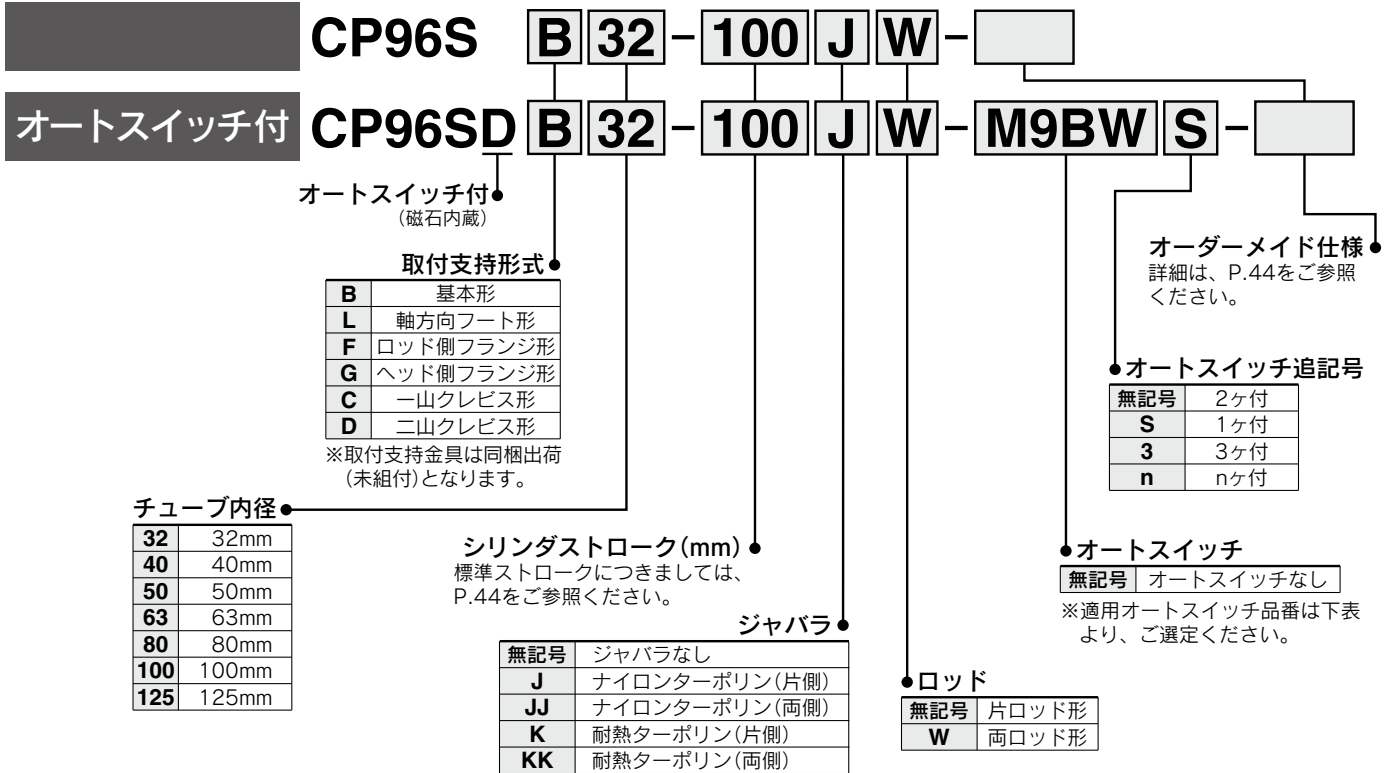 CP96S B 32 - 100 J W -
オートスイッチ付 CP96SD B 32 - 100 J W - M9BW S -
オートスイッチ付
(磁石内蔵)
取付支持形式
B 基本形
L 軸方向フート形
F ロッド側フランジ形
G ヘッド側フランジ形
C 一山クレビス形
D 二山クレビス形
※取付支持金具は同梱出荷
(未組付)となります。
チューブ内径
32 32mm
40 40mm
50 50mm
63 63mm
80 80mm
100 100mm
125 125mm
シリンダストローク(mm)
標準ストロークにつきましては、
P.44をご参照ください。
ジャバラ
無記号 ジャバラなし
J ナイロンターポリン(片側)
JJ ナイロンターポリン(両側)
K 耐熱ターポリン(片側)
KK 耐熱ターポリン(両側)
ロッド
無記号 片ロッド形
W 両ロッド形
オートスイッチ
無記号 オートスイッチなし
※適用オートスイッチ品番は下表
より、ご選定ください。
オートスイッチ追記号
無記号 2ヶ付
S 1ヶ付
3 3ヶ付
n nヶ付
オーダーメイド仕様
詳細は、P.44をご参照
ください。